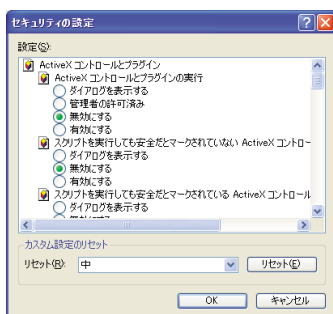 セキュリティの設定
設定(S):
ActiveX コントロールとプラグイン
ActiveX コントロールとプラグインの実行
ダイアログを表示する
管理者の許可済み
無効にする
有効にする
スクリプトを実行しても安全だとマークされていない ActiveX コントロー
ダイアログを表示する
無効にする
有効にする
スクリプトを実行しても安全だとマークされている ActiveX コントロール
ダイアログを表示する
カスタム設定のリセット
リセット(R):
中
リセット(E)
OK
キャンセル